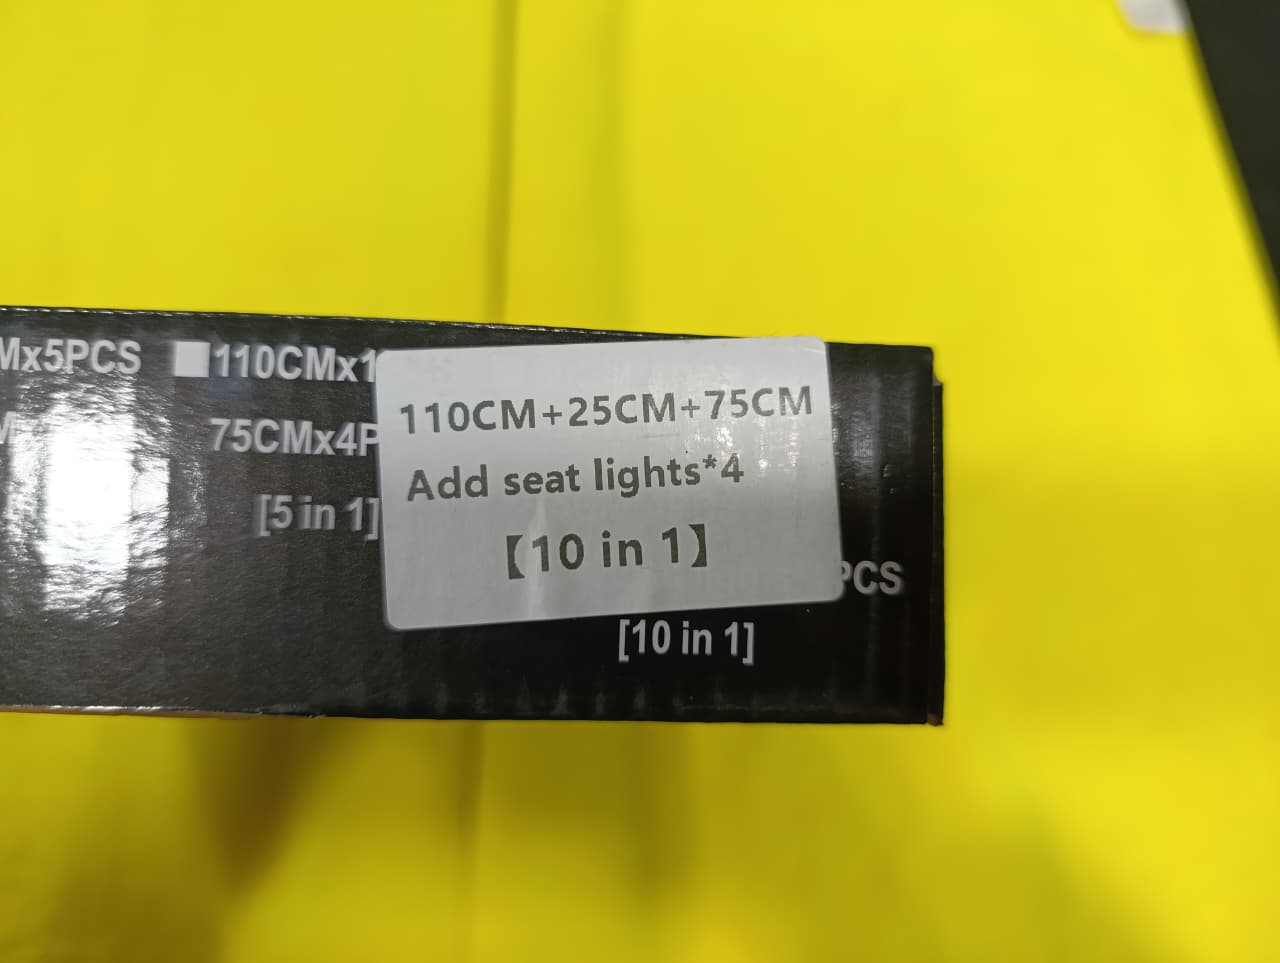 Mx5PCS ■110CMx1
75CMx4P
[5 in 1]
110CM+25CM+75CM
Add seat lights*4
【10 in 1】
PCS
[10 in 1]